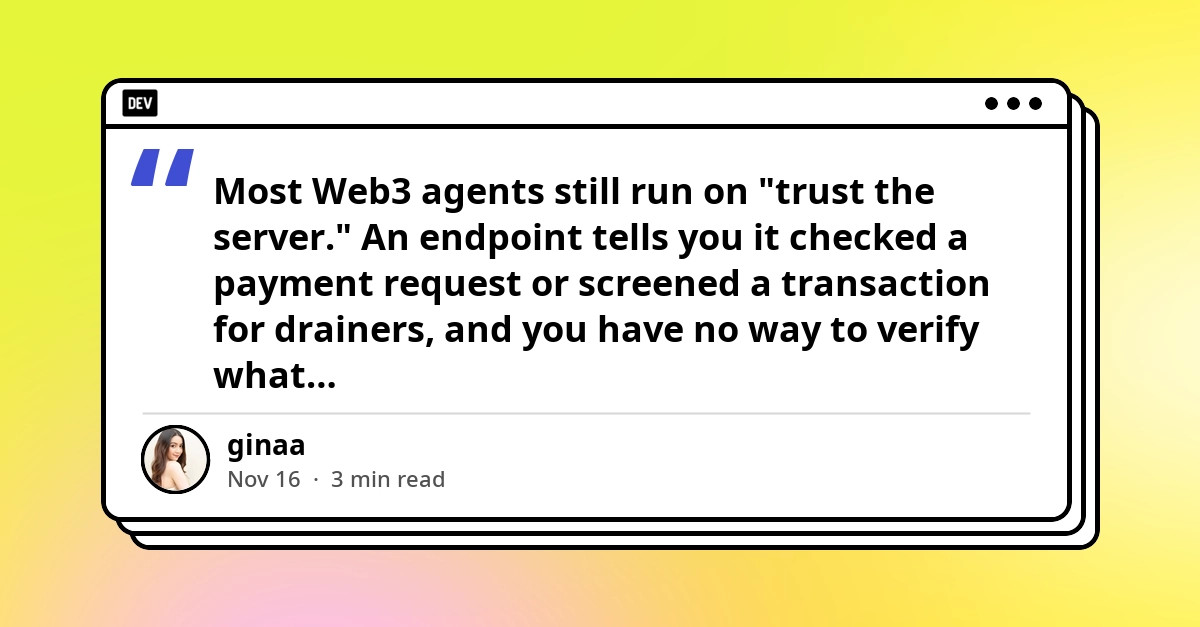 DEV
“
Most Web3 agents still run on "trust the
server." An endpoint tells you it checked a
payment request or screened a transaction
for drainers, and you have no way to verify
what...
ginaa
Nov 16 · 3 min read